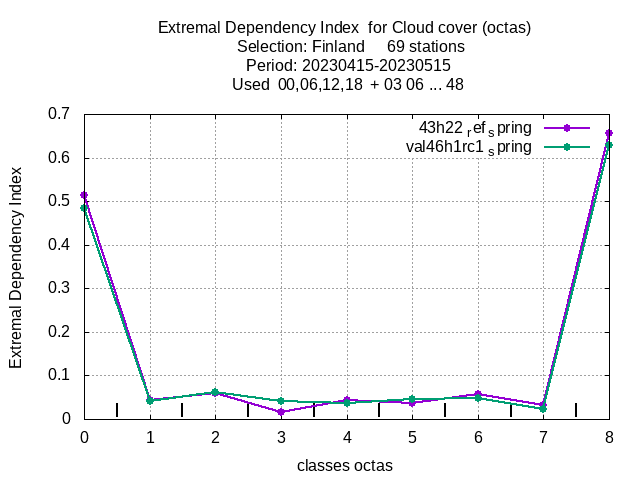 Extremal Dependency Index  for Cloud cover (octas)
Selection: Finland     69 stations
Period: 20230415-20230515
Used  00,06,12,18  + 03 06 ... 48
43h22 ref spring
val46h1rc1 spring
0.7
0.6
0.5
0.4
0.3
0.2
0.1
0
Extremal Dependency Index
0 1 2 3 4 5 6 7 8
classes octas